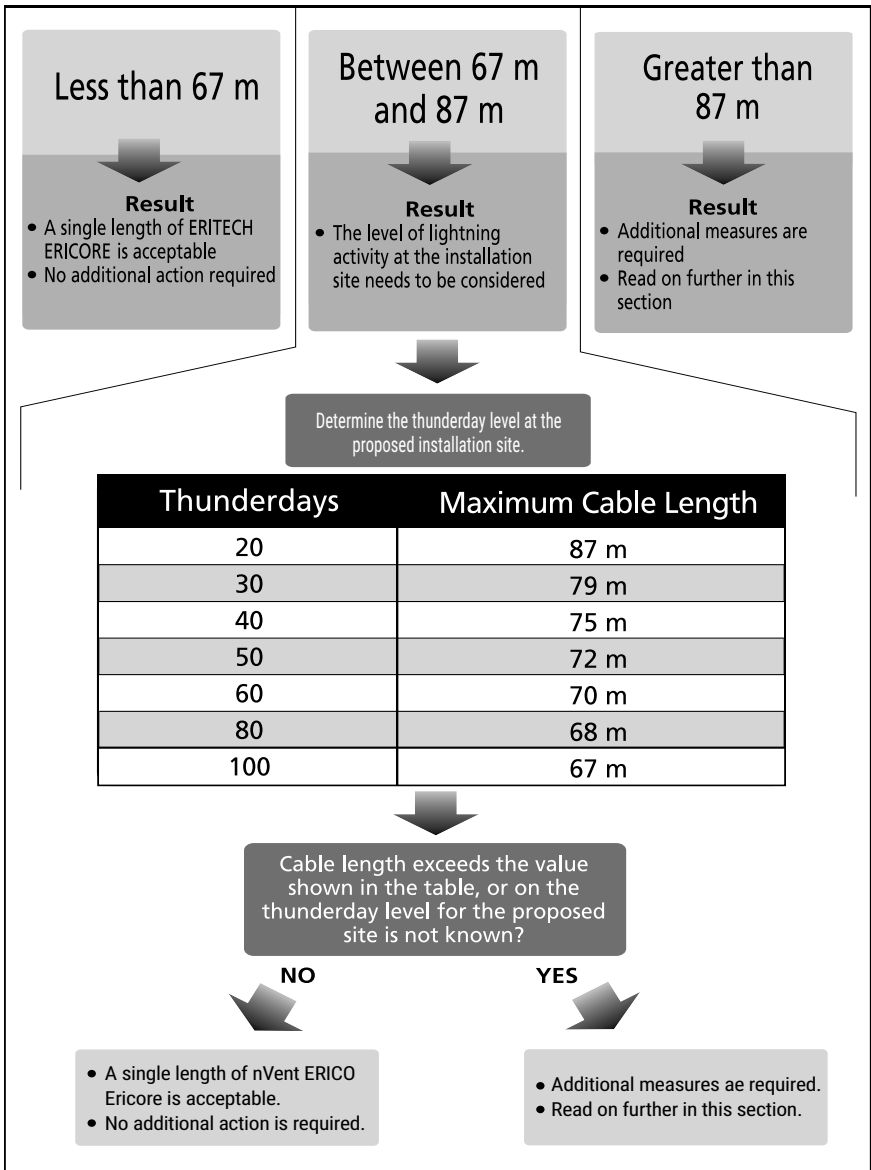 Less than 67 m
Result
• A single length of ERITECH
ERICORE is acceptable
• No additional action required
Between 67 m
and 87 m
Result
• The level of lightning
activity at the installation
site needs to be considered
Greater than
87 m
Result
• Additional measures are
required
• Read on further in this
section
Determine the thunderday level at the
proposed installation site.
Thunderdays Maximum Cable Length
20 87 m
30 79 m
40 75 m
50 72 m
60 70 m
80 68 m
100 67 m
Cable length exceeds the value
shown in the table, or on the
thunderday level for the proposed
site is not known?
NO
YES
• A single length of nVent ERICO
Ericore is acceptable.
• No additional action is required.
• Additional measures ae required.
• Read on further in this section.